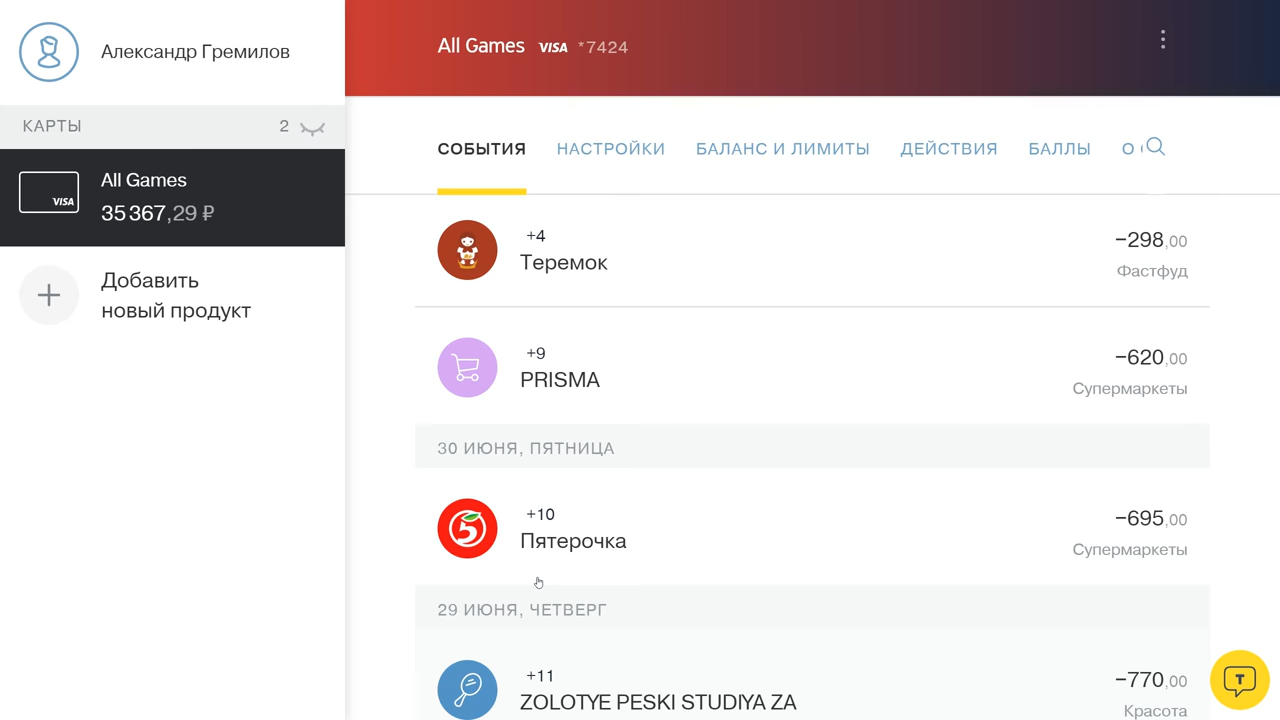 Александр Гремилов
КАРТЫ 2
All Games
VISA
35 367,29 ₽
Добавить
новый продукт
All Games VISA *7424
СОБЫТИЯ НАСТРОЙКИ БАЛАНС И ЛИМИТЫ ДЕЙСТВИЯ БАЛЛЫ О
+4
Теремок
−298,00
Фастфуд
+9
PRISMA
−620,00
Супермаркеты
30 ИЮНЯ, ПЯТНИЦА
5
+10
Пятерочка
−695,00
Супермаркеты
29 ИЮНЯ, ЧЕТВЕРГ
+11
ZOLOTYE PESKI STUDIYA ZA
−770,00
Красота
T